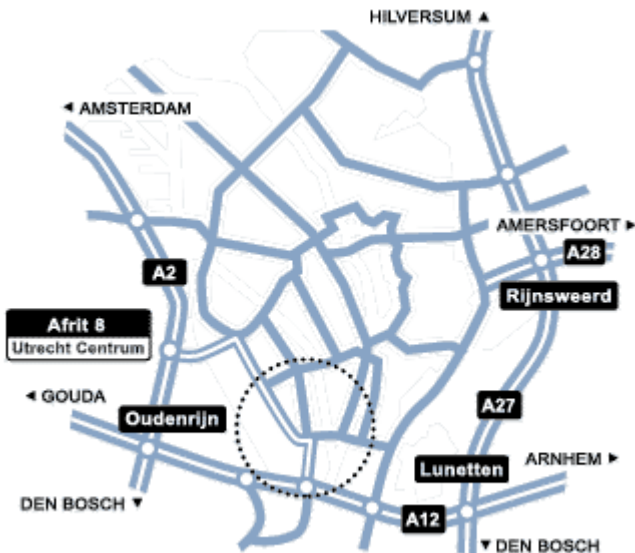 HILVERSUM ▲
◄ AMSTERDAM
AMERSFOORT ►
A28
A2
Rijnsweerd
Afrit 8
Utrecht Centrum
◄ GOUDA
A27
Oudenrijn
Lunetten
ARNHEM ►
DEN BOSCH ▼
A12
▼ DEN BOSCH